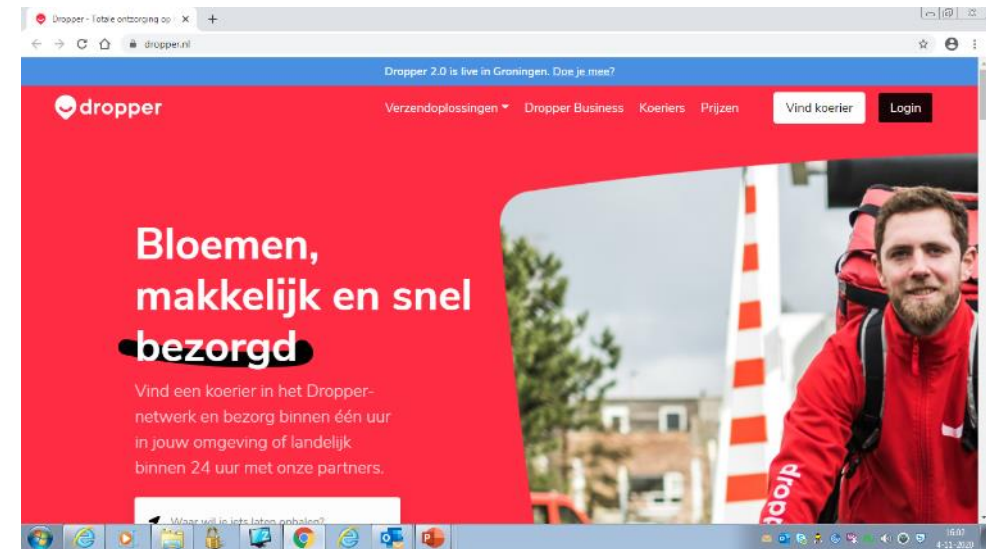 Dropper - Totale ontzorging op
dropper.nl
Dropper 2.0 is live in Groningen. Doe je mee?
dropper
Verzendoplossingen Dropper Business Koeriers Prijzen Vind koerier Login
Bloemen,
makkelijk en snel
bezorgd
Vind een koerier in het Dropper-
netwerk en bezorg binnen één uur
in jouw omgeving of landelijk
binnen 24 uur met onze partners.
Waar wil je iets laten ophalen?
dropp
16:07
4-11-2020